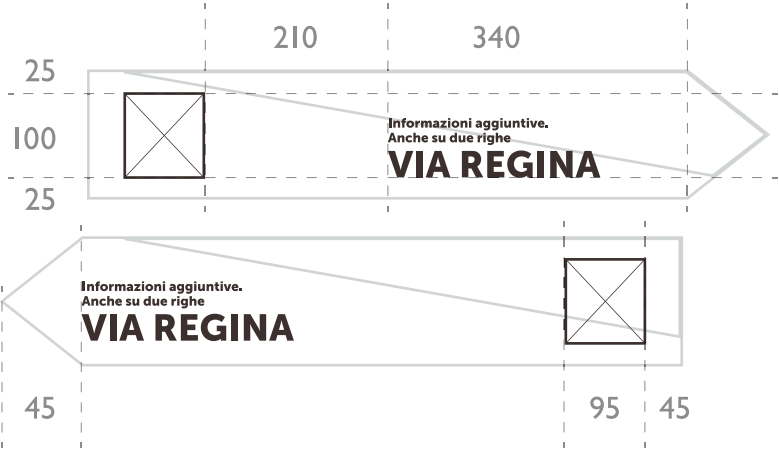 210 340
25
Informazioni aggiuntive.
Anche su due righe
100
VIA REGINA
25
Informazioni aggiuntive.
Anche su due righe
VIA REGINA
45 95 45